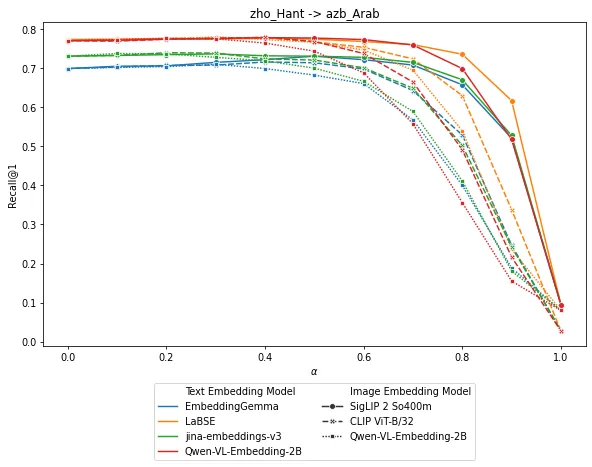 zho_Hant -> azb_Arab
Recall@1
0.8
0.7
0.6
0.5
0.4
0.3
0.2
0.1
0.0
0.0 0.2 0.4 0.6 0.8 1.0
α
Text Embedding Model Image Embedding Model
EmbeddingGemma SigLIP 2 So400m
LaBSE CLIP ViT-B/32
jina-embeddings-v3 Qwen-VL-Embedding-2B
Qwen-VL-Embedding-2B